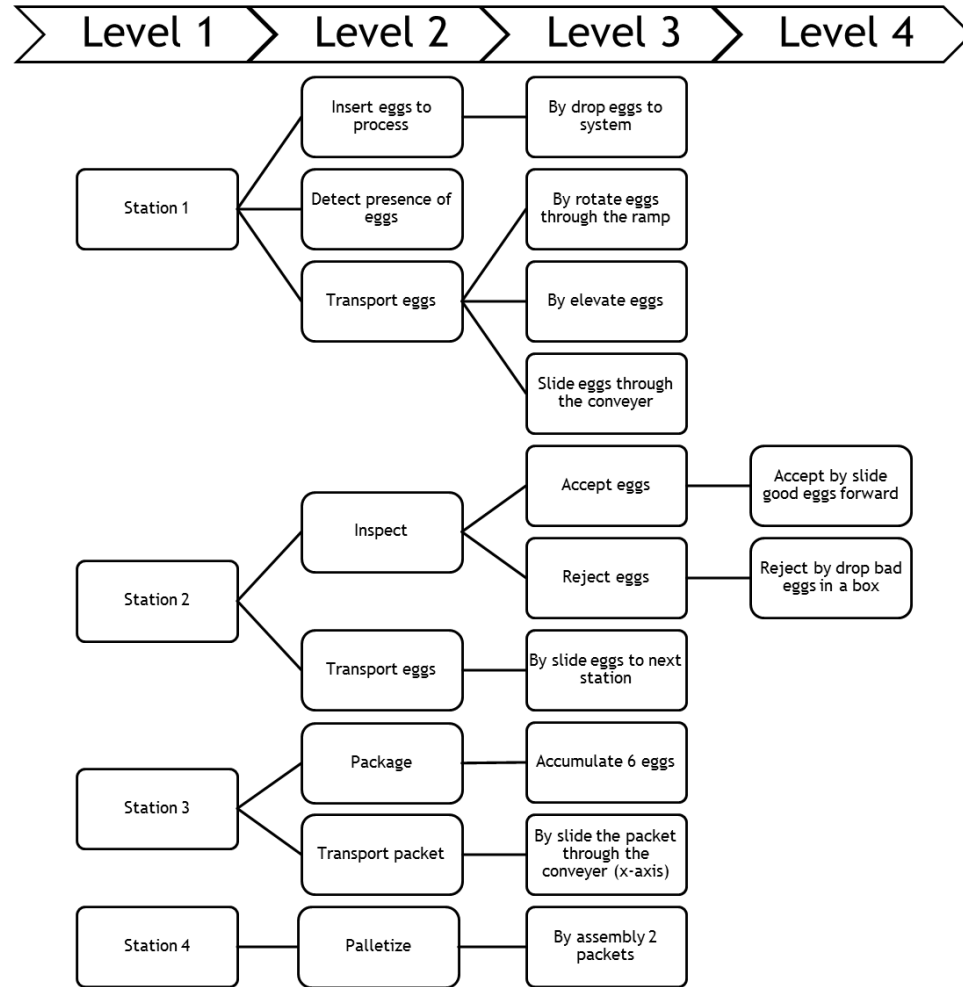 Level 1
Level 2
Level 3
Level 4
Station 1
Insert eggs to
process
By drop eggs to
system
Detect presence of
eggs
Transport eggs
By rotate eggs
through the ramp
By elevate eggs
Slide eggs through
the conveyer
Station 2
Inspect
Accept eggs
Accept by slide
good eggs forward
Reject eggs
Reject by drop bad
eggs in a box
Transport eggs
By slide eggs to next
station
Station 3
Package
Accumulate 6 eggs
Transport packet
By slide the packet
through the
conveyer (x-axis)
Station 4
Palletize
By assembly 2
packets